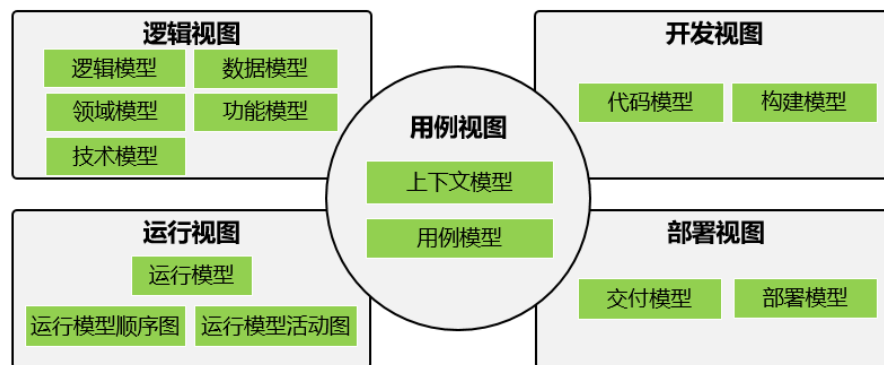 逻辑视图
逻辑模型
数据模型
领域模型
功能模型
技术模型
开发视图
代码模型
构建模型
用例视图
上下文模型
用例模型
运行视图
运行模型
运行模型顺序图
运行模型活动图
部署视图
交付模型
部署模型